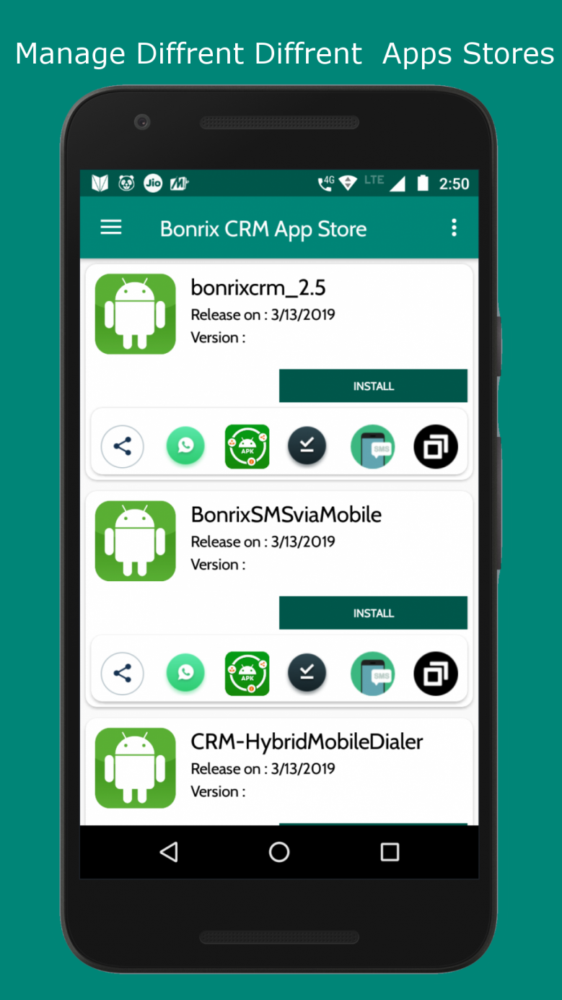 Manage Diffrent Diffrent Apps Stores
Jio 4G LTE 2:50
Bonrix CRM App Store
bonrixcrm_2.5
Release on : 3/13/2019
Version :
INSTALL
APK SMS
BonrixSMSviaMobile
Release on : 3/13/2019
Version :
INSTALL
APK SMS
CRM-HybridMobileDialer
Release on : 3/13/2019
Version :